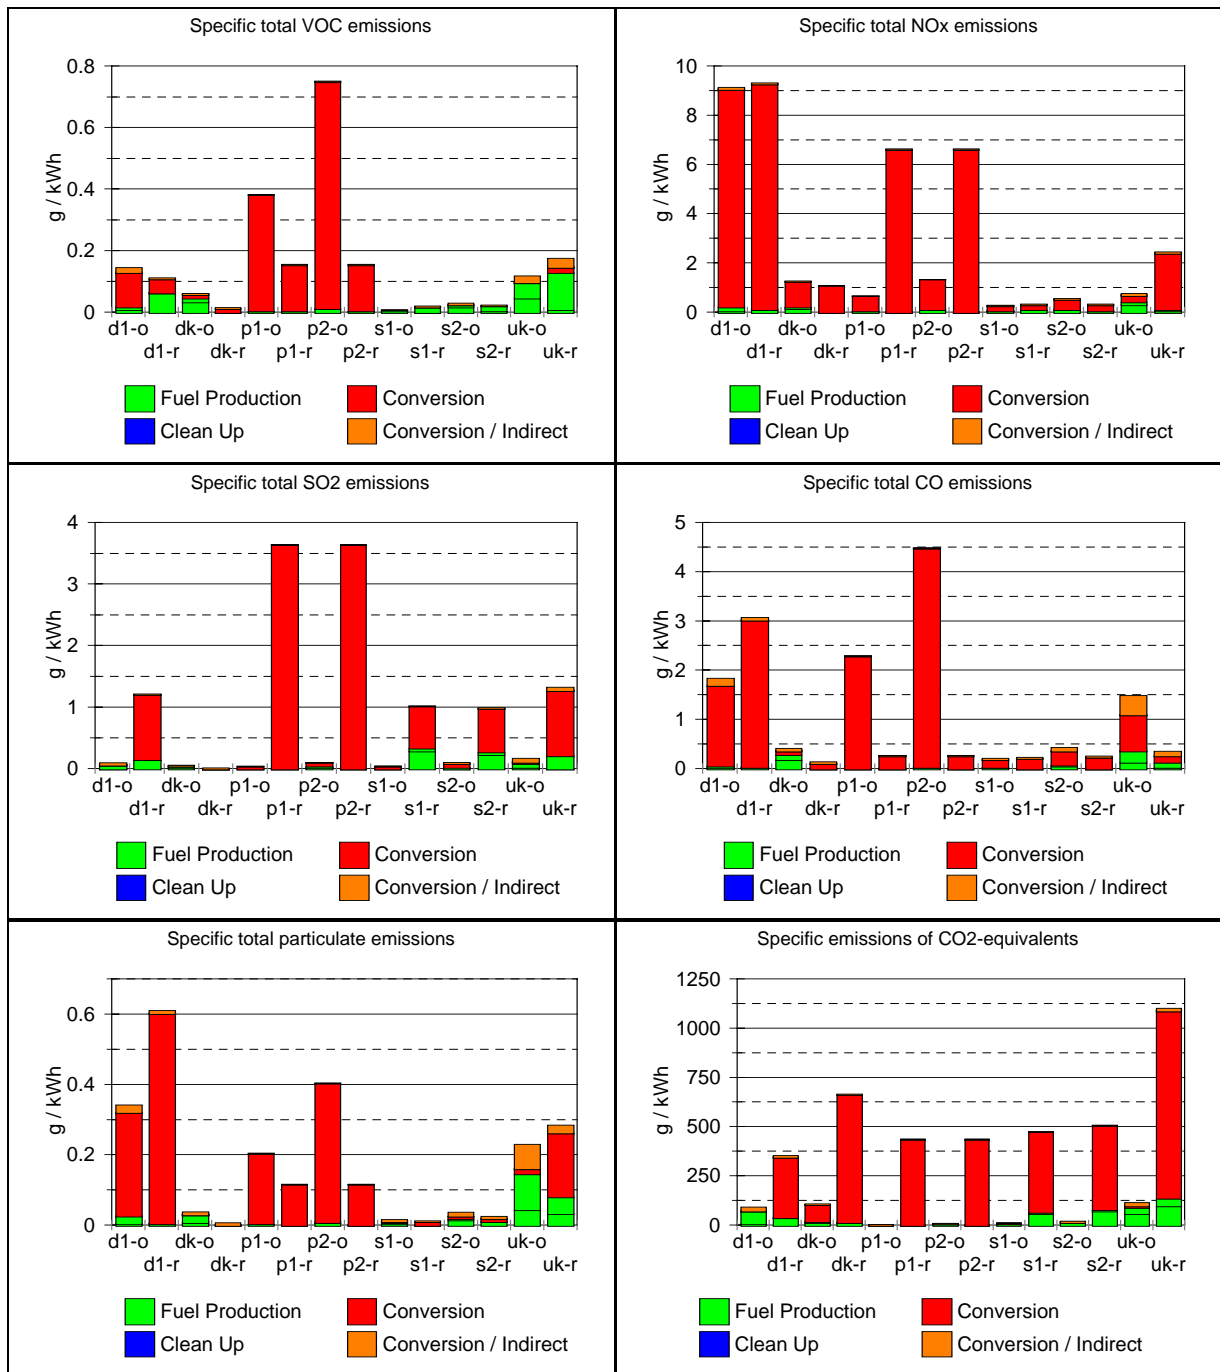 Specific total VOC emissions
0.8
0.6
0.4
0.2
0
g / kWh
d1-o dk-o p1-o p2-o s1-o s2-o uk-o
d1-r dk-r p1-r p2-r s1-r s2-r uk-r
Fuel Production Conversion
Clean Up Conversion / Indirect
Specific total NOx emissions
10
8
6
4
2
0
g / kWh
d1-o dk-o p1-o p2-o s1-o s2-o uk-o
d1-r dk-r p1-r p2-r s1-r s2-r uk-r
Fuel Production Conversion
Clean Up Conversion / Indirect
Specific total SO2 emissions
4
3
2
1
0
g / kWh
d1-o dk-o p1-o p2-o s1-o s2-o uk-o
d1-r dk-r p1-r p2-r s1-r s2-r uk-r
Fuel Production Conversion
Clean Up Conversion / Indirect
Specific total CO emissions
5
4
3
2
1
0
g / kWh
d1-o dk-o p1-o p2-o s1-o s2-o uk-o
d1-r dk-r p1-r p2-r s1-r s2-r uk-r
Fuel Production Conversion
Clean Up Conversion / Indirect
Specific total particulate emissions
0.6
0.4
0.2
0
g / kWh
d1-o dk-o p1-o p2-o s1-o s2-o uk-o
d1-r dk-r p1-r p2-r s1-r s2-r uk-r
Fuel Production Conversion
Clean Up Conversion / Indirect
Specific emissions of CO2-equivalents
1250
1000
750
500
250
0
g / kWh
d1-o dk-o p1-o p2-o s1-o s2-o uk-o
d1-r dk-r p1-r p2-r s1-r s2-r uk-r
Fuel Production Conversion
Clean Up Conversion / Indirect